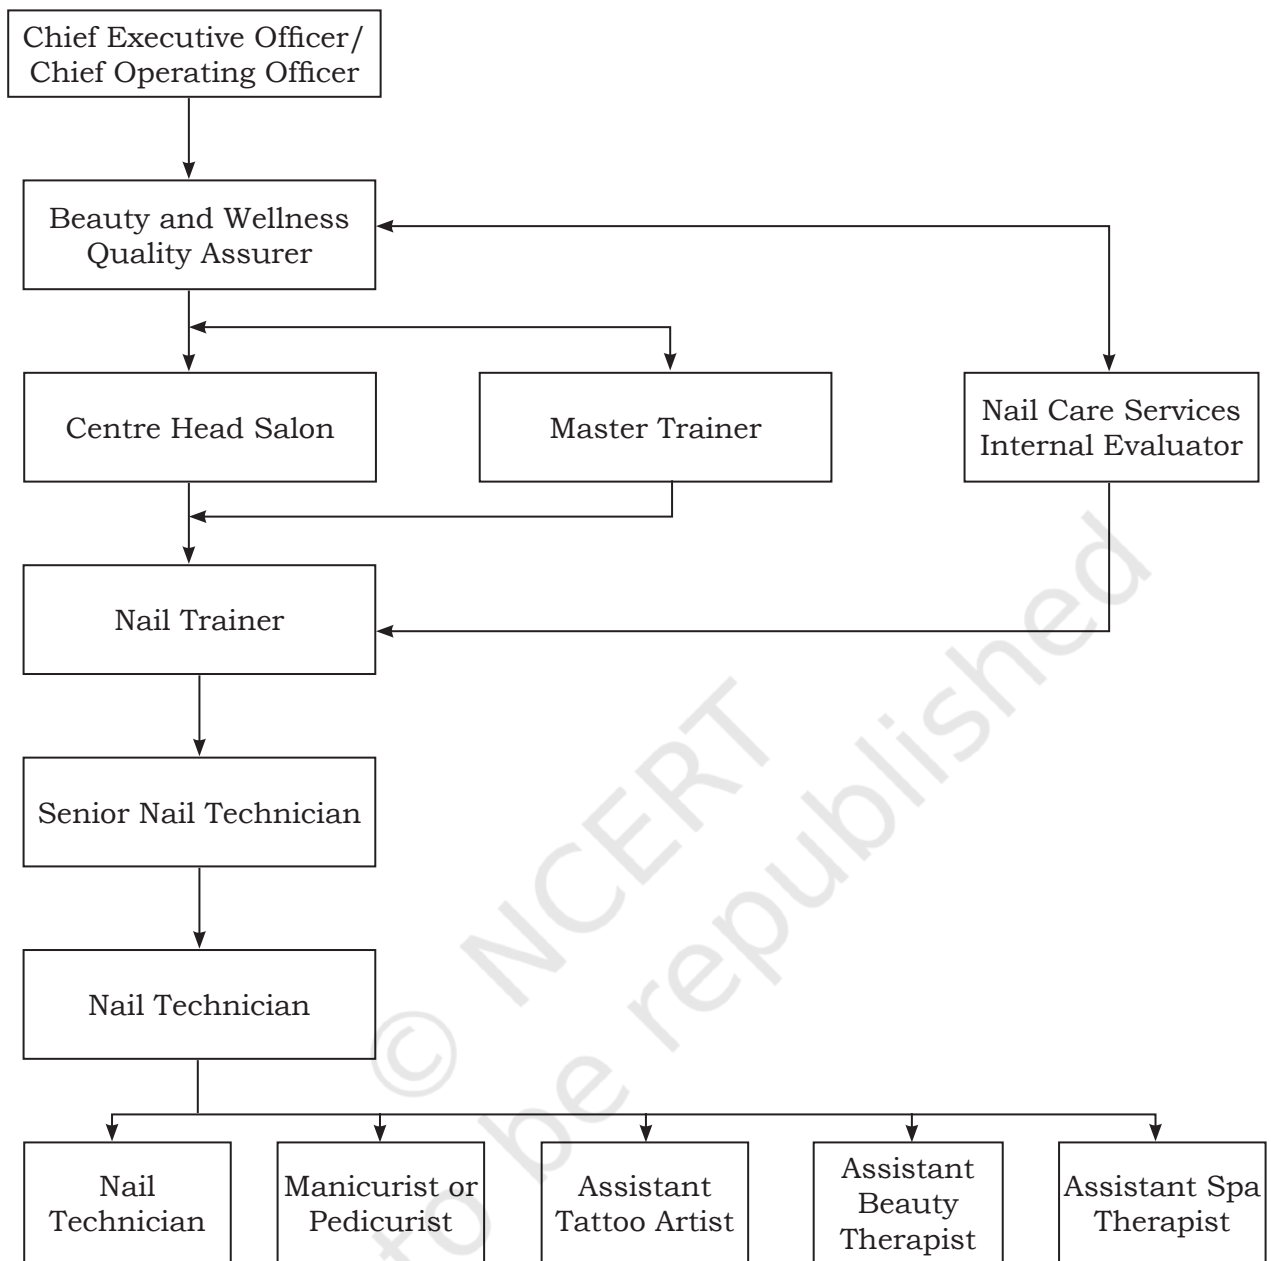 Chief Executive Officer/
Chief Operating Officer
Beauty and Wellness
Quality Assurer
Centre Head Salon
Master Trainer
Nail Care Services
Internal Evaluator
Nail Trainer
Senior Nail Technician
Nail Technician
Nail
Technician
Manicurist or
Pedicurist
Assistant
Tattoo Artist
Assistant
Beauty
Therapist
Assistant Spa
Therapist
© NCERT
to be republished